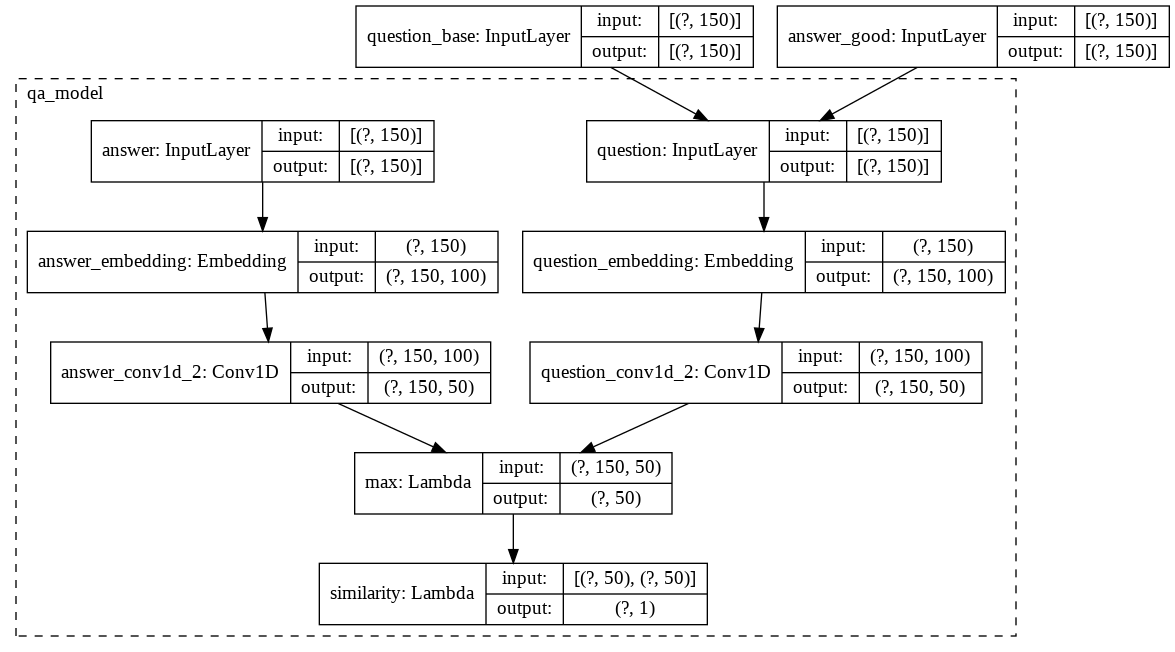 question_base: InputLayer input: [(?, 150)] output: [(?, 150)]
answer_good: InputLayer input: [(?, 150)] output: [(?, 150)]
qa_model
answer: InputLayer input: [(?, 150)] output: [(?, 150)]
question: InputLayer input: [(?, 150)] output: [(?, 150)]
answer_embedding: Embedding input: (?, 150) output: (?, 150, 100)
question_embedding: Embedding input: (?, 150) output: (?, 150, 100)
answer_conv1d_2: Conv1D input: (?, 150, 100) output: (?, 150, 50)
question_conv1d_2: Conv1D input: (?, 150, 100) output: (?, 150, 50)
max: Lambda input: (?, 150, 50) output: (?, 50)
similarity: Lambda input: [(?, 50), (?, 50)] output: (?, 1)